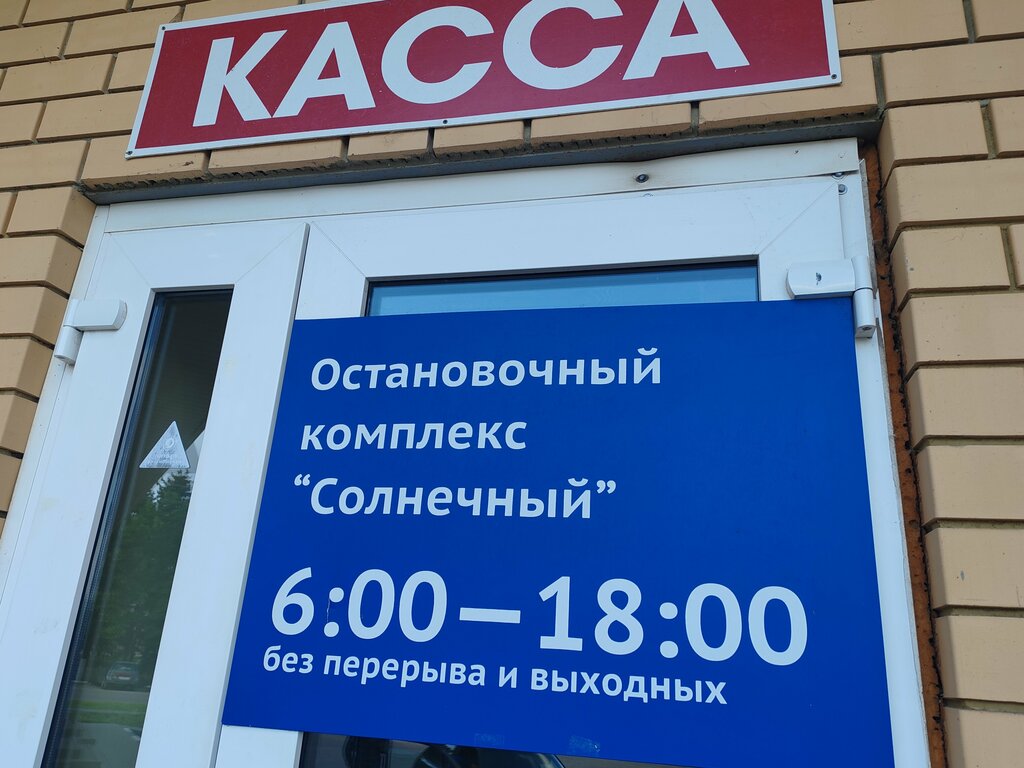 КАССА
Остановочный
комплекс
“Солнечный”
6:00—18:00
без перерыва и выходных